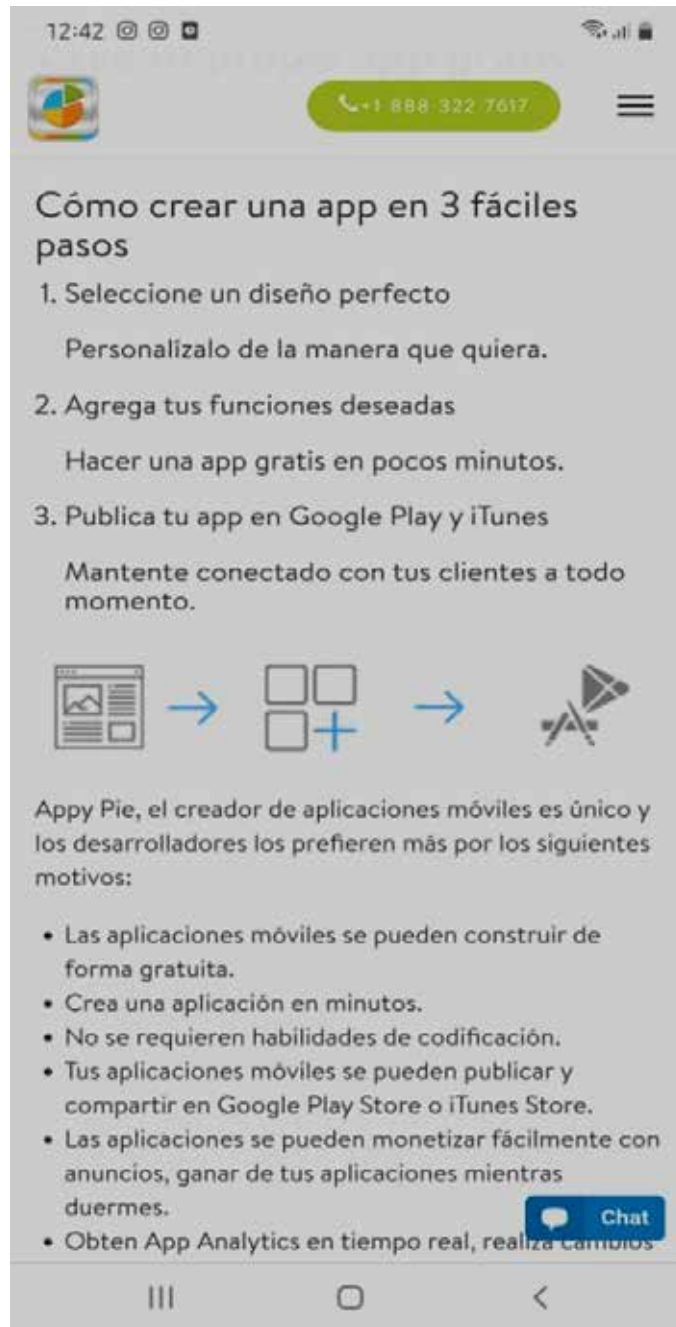 12:42
+1 888 322 7617
Cómo crear una app en 3 fáciles
pasos
1. Seleccione un diseño perfecto
Personalízalo de la manera que quiera.
2. Agrega tus funciones deseadas
Hacer una app gratis en pocos minutos.
3. Publica tu app en Google Play y iTunes
Mantente conectado con tus clientes a todo
momento.
Appy Pie, el creador de aplicaciones móviles es único y
los desarrolladores los prefieren más por los siguientes
motivos:
• Las aplicaciones móviles se pueden construir de
forma gratuita.
• Crea una aplicación en minutos.
• No se requieren habilidades de codificación.
• Tus aplicaciones móviles se pueden publicar y
compartir en Google Play Store o iTunes Store.
• Las aplicaciones se pueden monetizar fácilmente con
anuncios, ganar de tus aplicaciones mientras
duermes.
Chat
• Obten App Analytics en tiempo real, realiza cambios